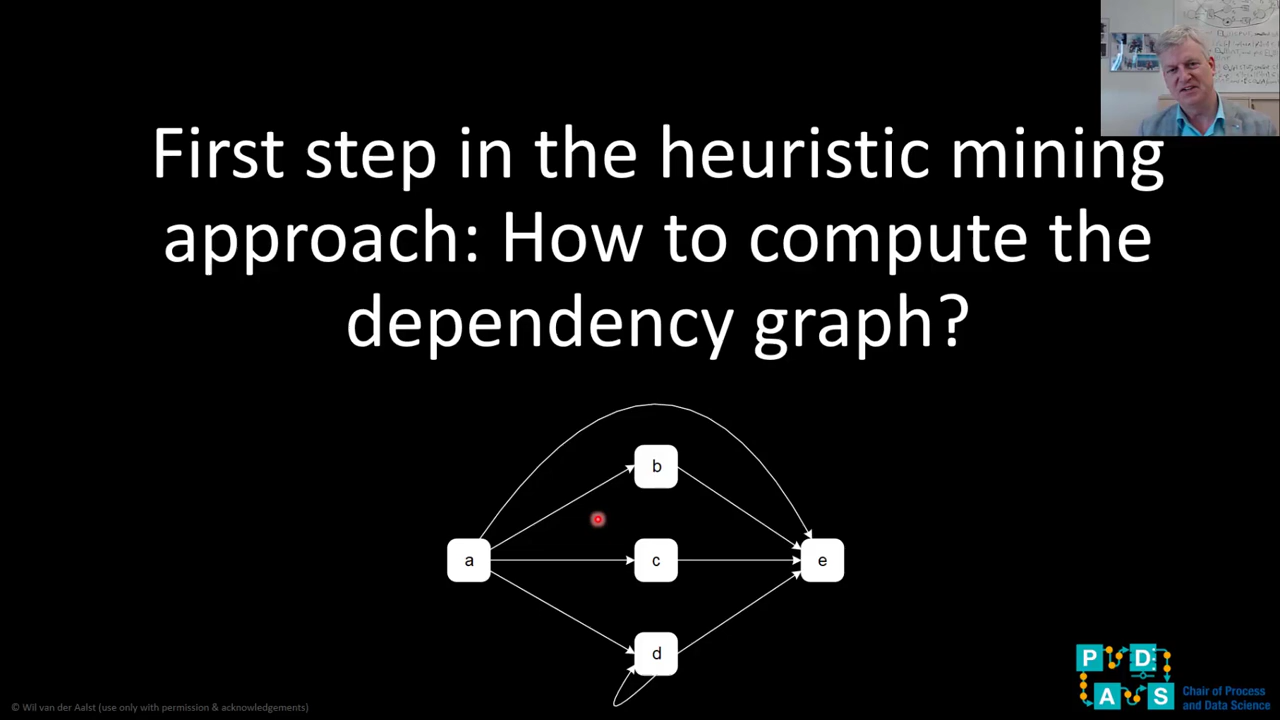 First step in the heuristic mining
approach: How to compute the
dependency graph?
b
a
c
e
d
P D
A S
Chair of Process
and Data Science
© Wil van der Aalst (use only with permission & acknowledgements)